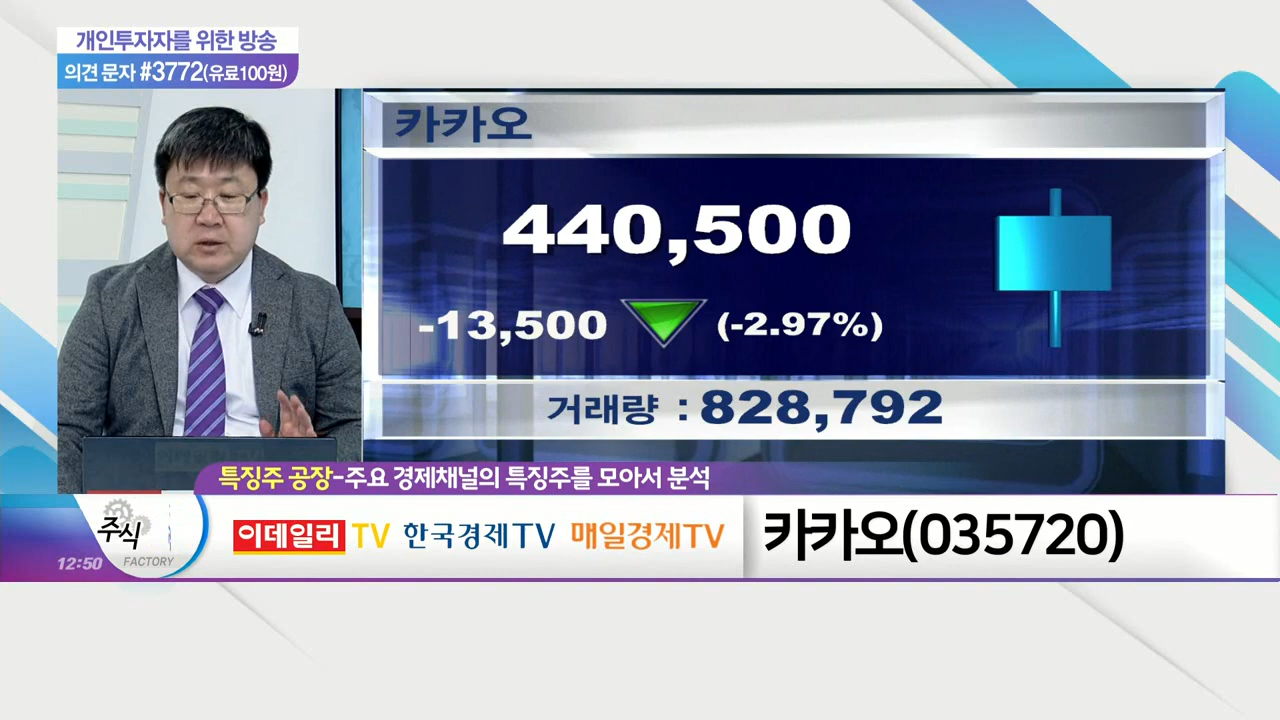 개인투자자를 위한 방송
의견 문자 #3772(유료100원)
카카오
440,500
-13,500 (-2.97%)
거래량 : 828,792
특징주 공장-주요 경제채널의 특징주를 모아서 분석
주식
FACTORY
12:50
이데일리 TV 한국경제TV 매일경제TV
카카오(035720)